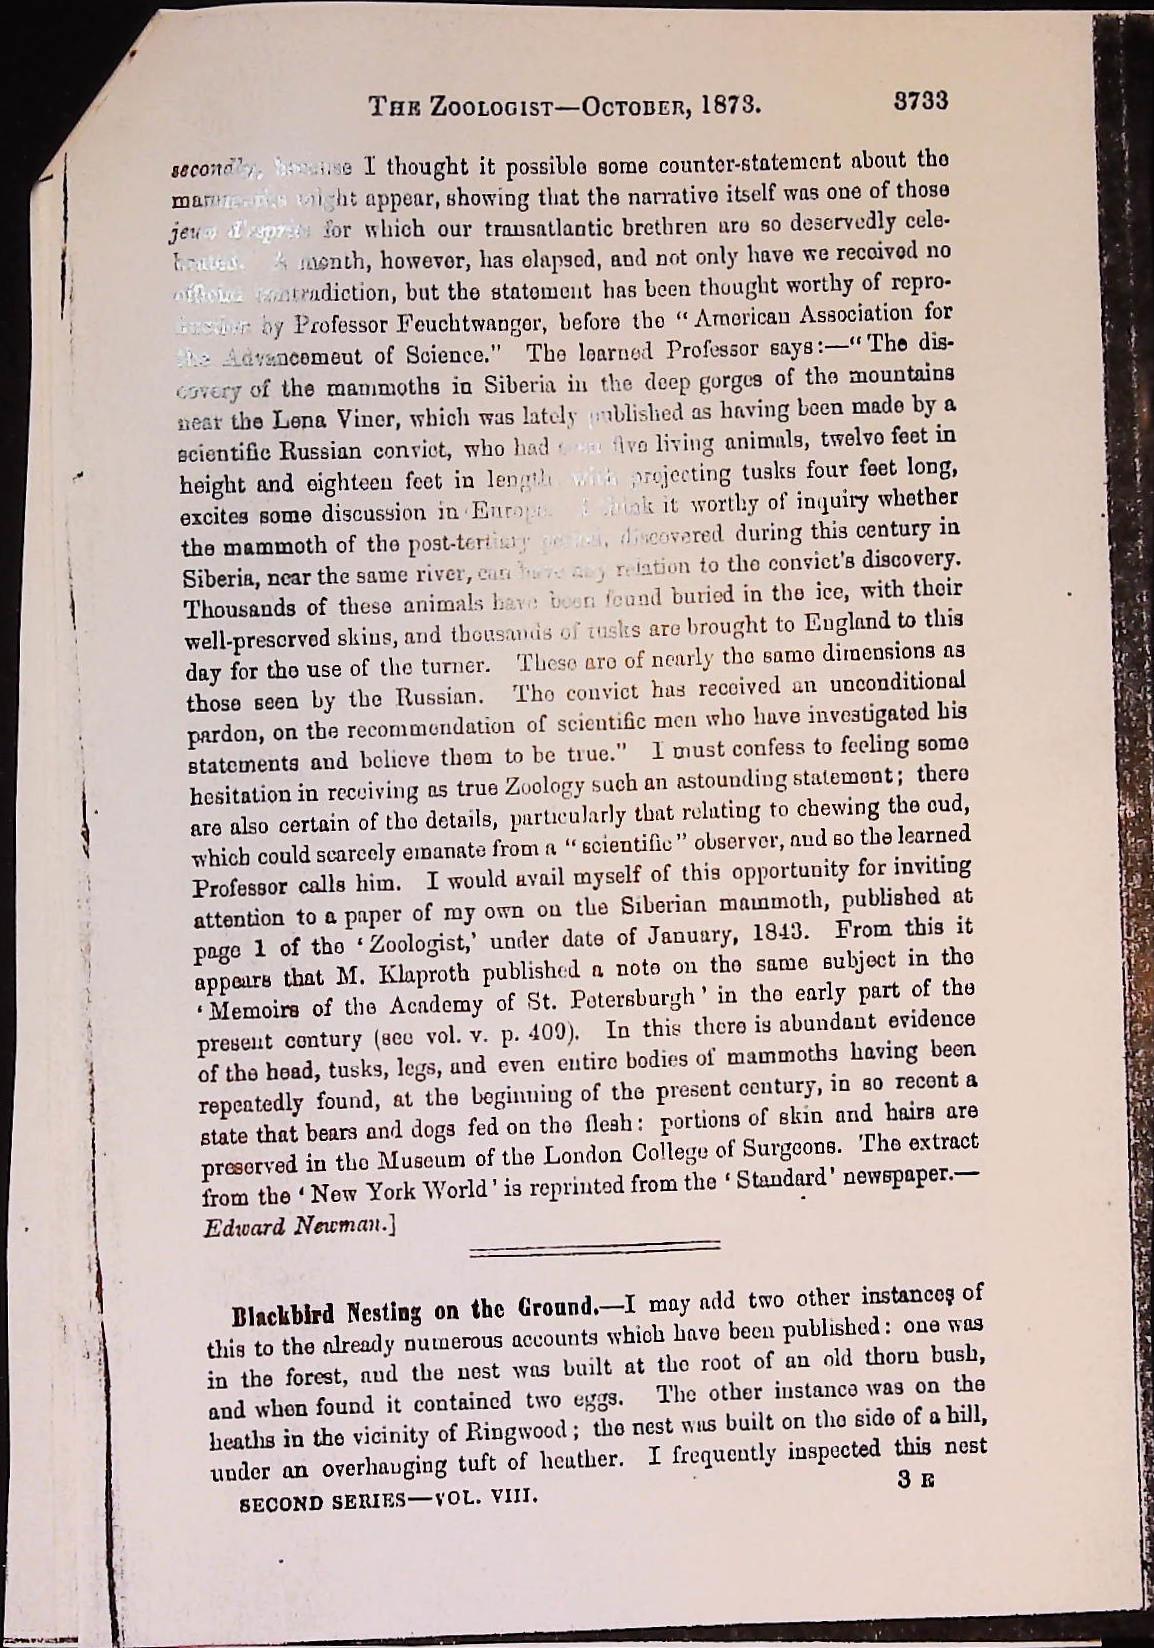 THE ZOOLOGIST—OCTOBER, 1873. 3733
secondly, because I thought it possible some counter-statement about the
mammoths might appear, showing that the narrative itself was one of those
jeux d'esprit for which our transatlantic brethren are so deservedly cele-
brated. A month, however, has elapsed, and not only have we received no
official contradiction, but the statement has been thought worthy of repro-
duction by Professor Feuchtwanger, before the "American Association for
the Advancement of Science." The learned Professor says:—"The dis-
covery of the mammoths in Siberia in the deep gorges of the mountains
near the Lena Viner, which was lately published as having been made by a
scientific Russian convict, who had seen five living animals, twelve feet in
height and eighteen feet in length with projecting tusks four feet long,
excites some discussion in Europe. I think it worthy of inquiry whether
the mammoth of the post-tertiary period, discovered during this century in
Siberia, near the same river, can have any relation to the convict's discovery.
Thousands of these animals have been found buried in the ice, with their
well-preserved skins, and thousands of tusks are brought to England to this
day for the use of the turner. These are of nearly the same dimensions as
those seen by the Russian. The convict has received an unconditional
pardon, on the recommendation of scientific men who have investigated his
statements and believe them to be true." I must confess to feeling some
hesitation in receiving as true Zoology such an astounding statement; there
are also certain of the details, particularly that relating to chewing the cud,
which could scarcely emanate from a "scientific" observer, and so the learned
Professor calls him. I would avail myself of this opportunity for inviting
attention to a paper of my own on the Siberian mammoth, published at
page 1 of the 'Zoologist,' under date of January, 1843. From this it
appears that M. Klaproth published a note on the same subject in the
'Memoirs of the Academy of St. Petersburgh' in the early part of the
present century (see vol. v. p. 409). In this there is abundant evidence
of the head, tusks, legs, and even entire bodies of mammoths having been
repeatedly found, at the beginning of the present century, in so recent a
state that bears and dogs fed on the flesh: portions of skin and hairs are
preserved in the Museum of the London College of Surgeons. The extract
from the 'New York World' is reprinted from the 'Standard' newspaper.—
Edward Newman.]
Blackbird Nesting on the Ground.—I may add two other instances of
this to the already numerous accounts which have been published: one was
in the forest, and the nest was built at the root of an old thorn bush,
and when found it contained two eggs. The other instance was on the
heaths in the vicinity of Ringwood; the nest was built on the side of a hill,
under an overhanging tuft of heather. I frequently inspected this nest
SECOND SERIES—VOL. VIII. 3 E